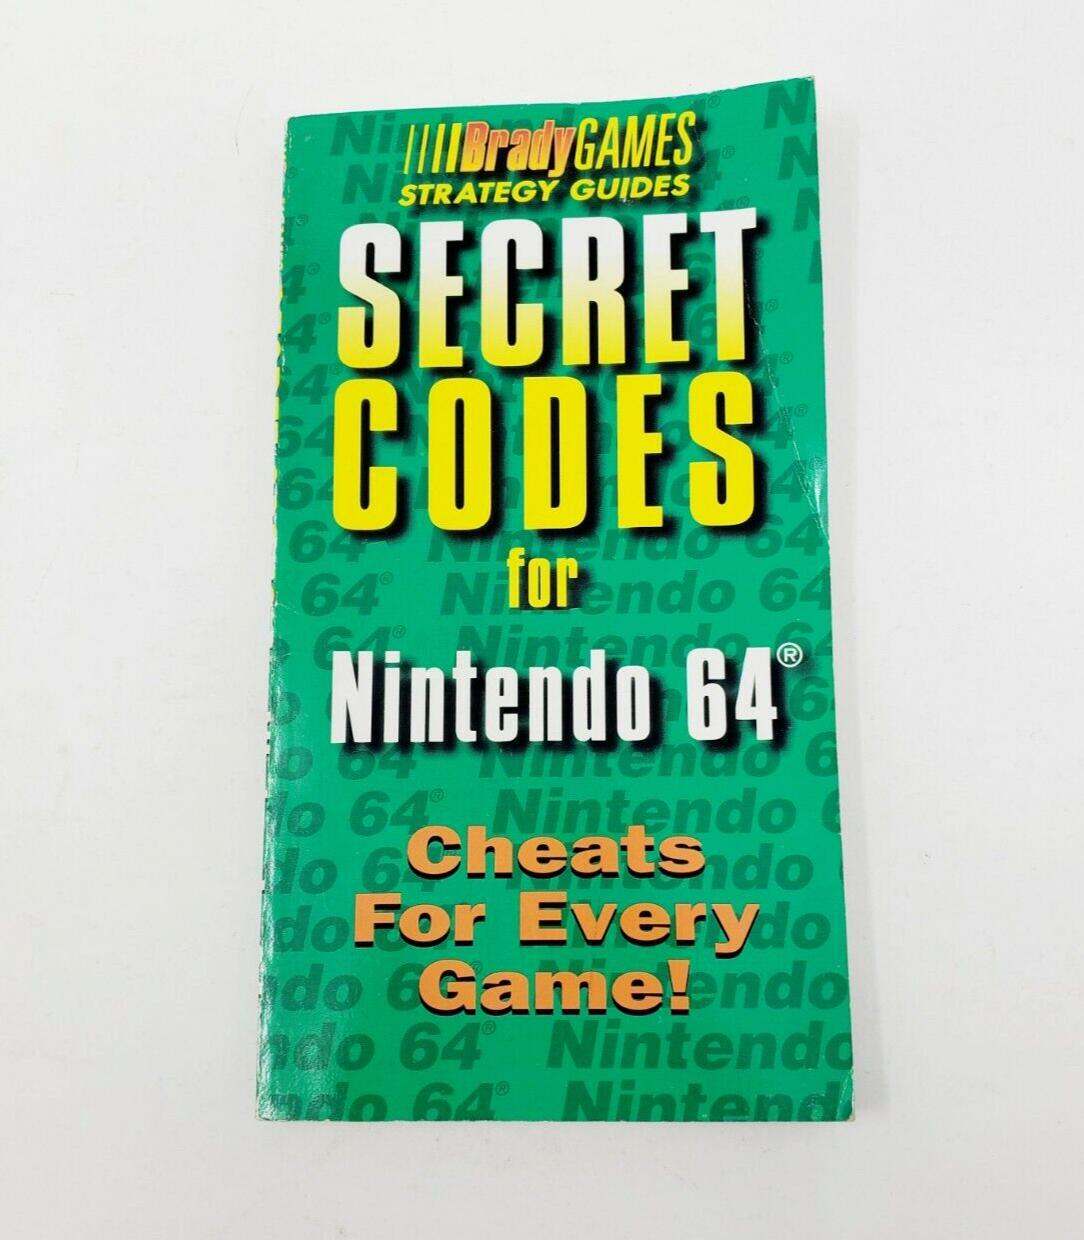 BradyGAMES
STRATEGY GUIDES
SECRET
CODES
for
Nintendo 64®
Cheats
For Every
Game!